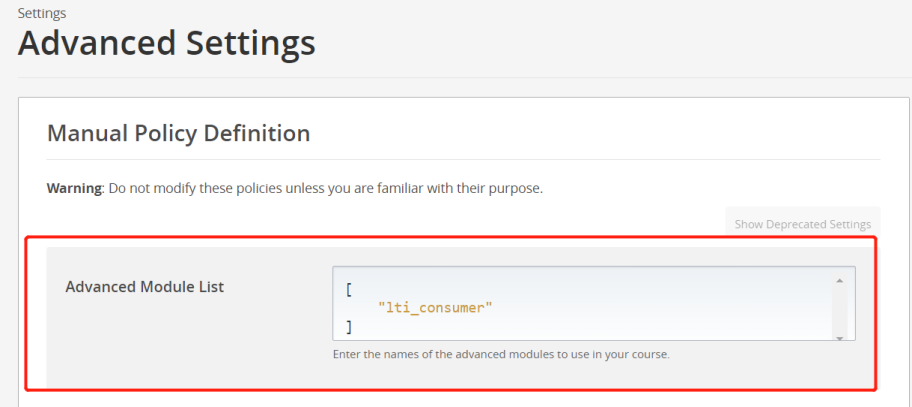 Settings
Advanced Settings
Manual Policy Definition
Warning: Do not modify these policies unless you are familiar with their purpose.
Show Deprecated Settings
Advanced Module List
[
"lti_consumer"
]
Enter the names of the advanced modules to use in your course.